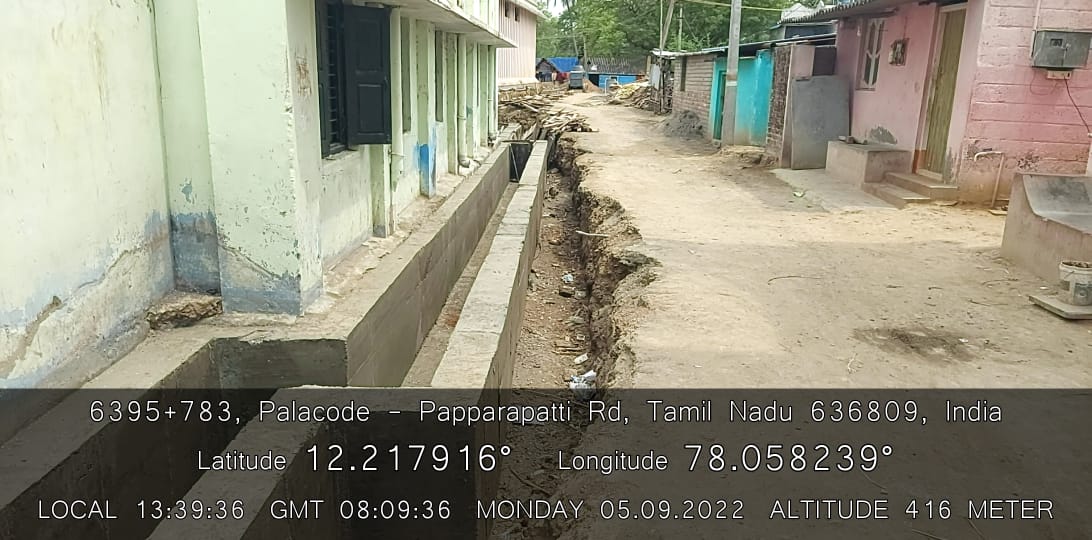 6395+783, Palacode - Papparapatti Rd, Tamil Nadu 636809, India
Latitude 12.217916° Longitude 78.058239°
LOCAL 13:39:36 GMT 08:09:36 MONDAY 05.09.2022 ALTITUDE 416 METER